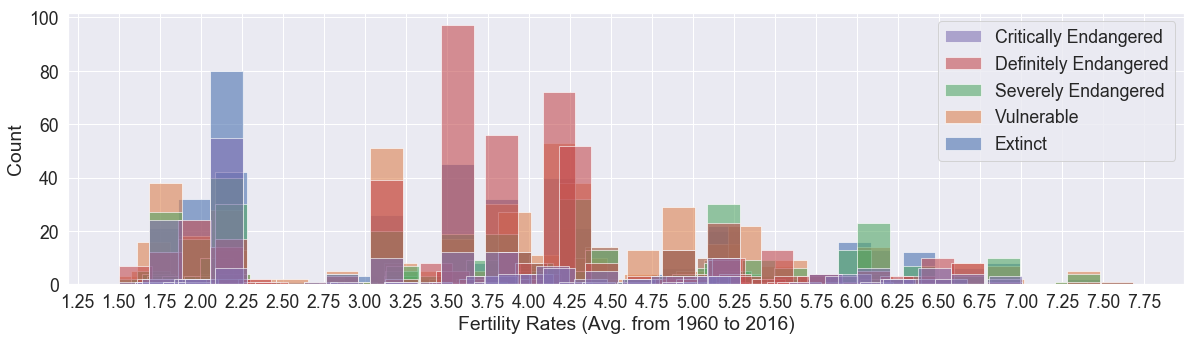 100
80
60
40
20
0
Count
Critically Endangered
Definitely Endangered
Severely Endangered
Vulnerable
Extinct
1.25 1.50 1.75 2.00 2.25 2.50 2.75 3.00 3.25 3.50 3.75 4.00 4.25 4.50 4.75 5.00 5.25 5.50 5.75 6.00 6.25 6.50 6.75 7.00 7.25 7.50 7.75
Fertility Rates (Avg. from 1960 to 2016)